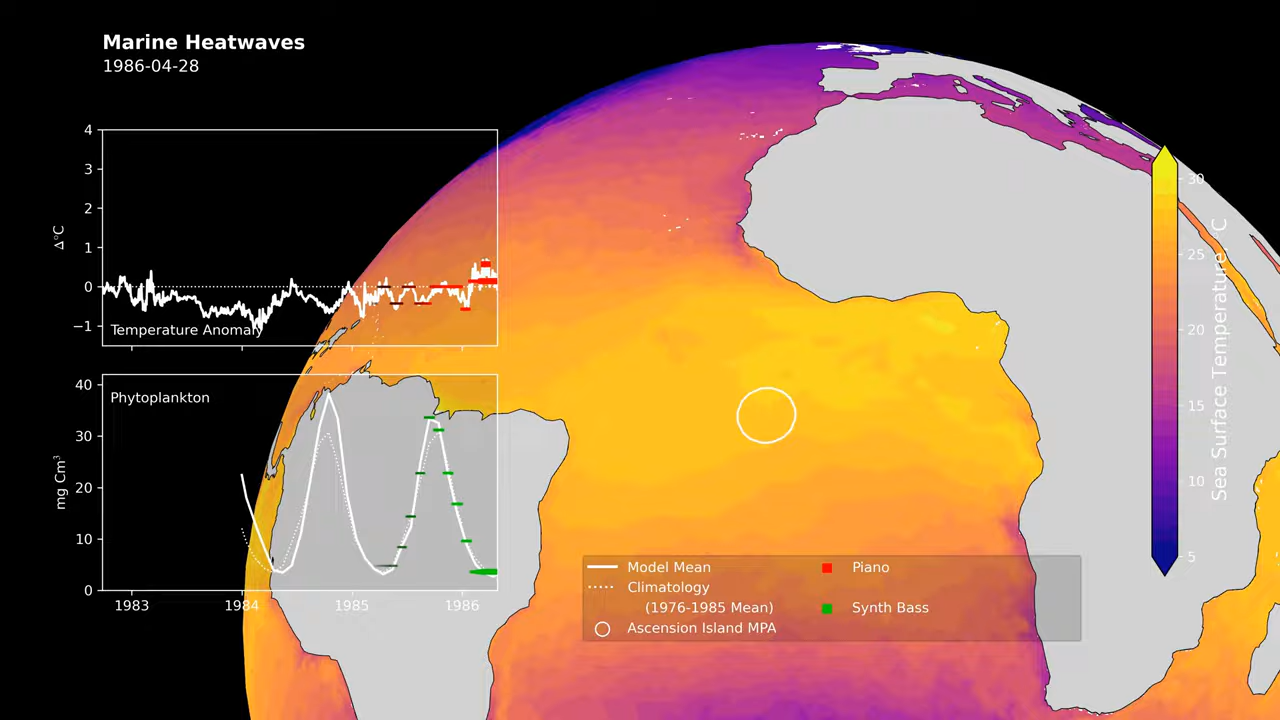 Marine Heatwaves
1986-04-28
4
3
2
1
0
−1
Δ°C
Temperature Anomaly
40
30
20
10
0
mg Cm³
Phytoplankton
1983
1984
1985
1986
Model Mean
Climatology
(1976-1985 Mean)
Ascension Island MPA
Piano
Synth Bass
30
25
20
15
10
5
Sea Surface Temperature, °C